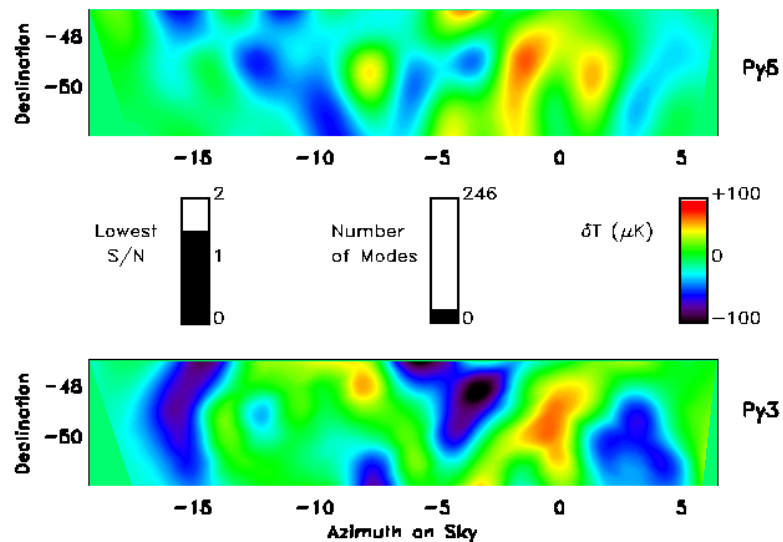 -48
-50
Declination
Py5
-15 -10 -5 0 5
Lowest
S/N
2
1
0
Number
of Modes
246
0
δT (μK)
+100
0
-100
-48
-50
Declination
Py3
-15 -10 -5 0 5
Azimuth on Sky